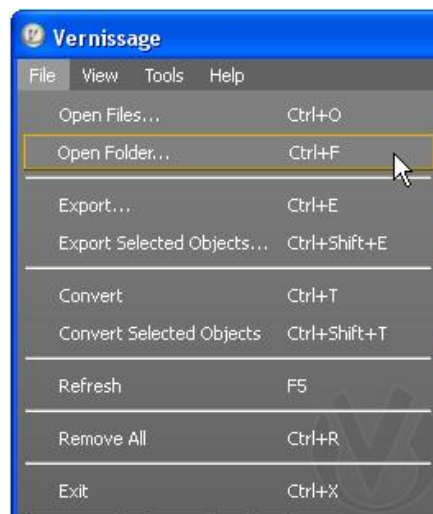 Vernissage
File View Tools Help
Open Files... Ctrl+O
Open Folder... Ctrl+F
Export... Ctrl+E
Export Selected Objects... Ctrl+Shift+E
Convert Ctrl+T
Convert Selected Objects Ctrl+Shift+T
Refresh F5
Remove All Ctrl+R
Exit Ctrl+X